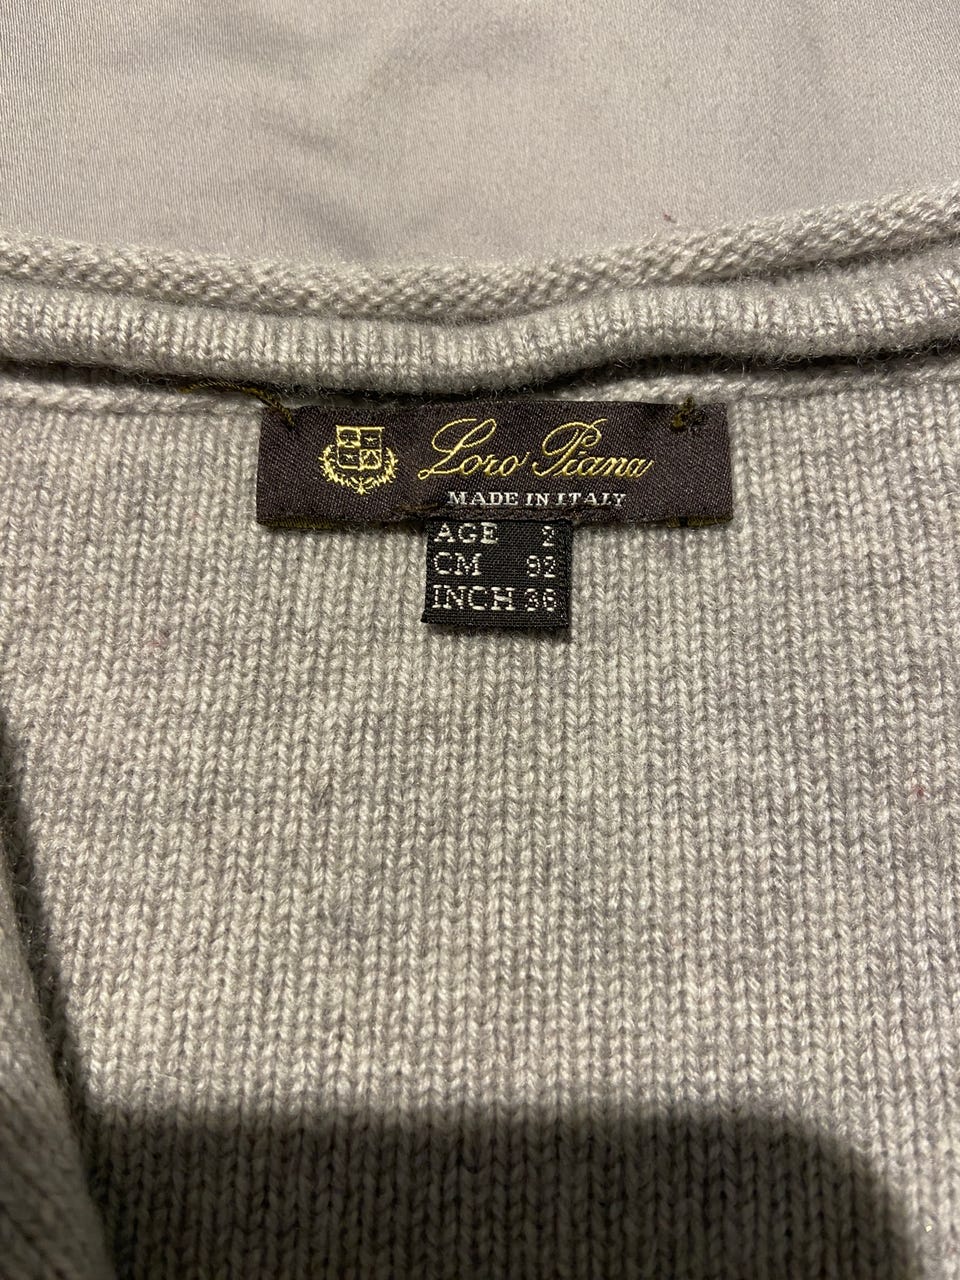 Loro Piana
MADE IN ITALY
AGE 2
CM 92
INCH 36